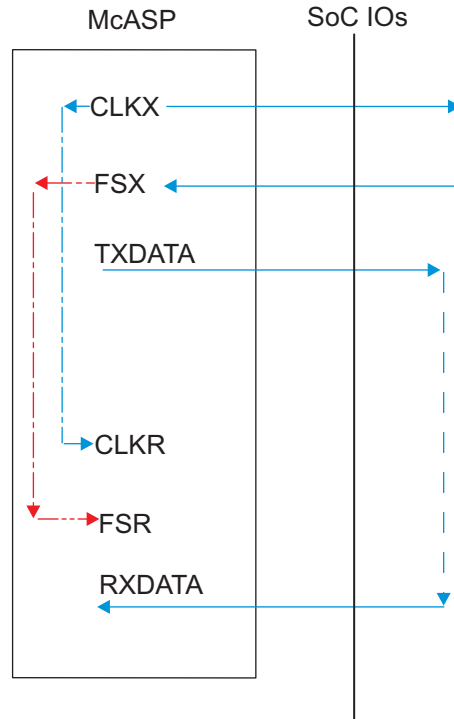 McASP
SoC IOs
CLKX
FSX
TXDATA
CLKR
FSR
RXDATA